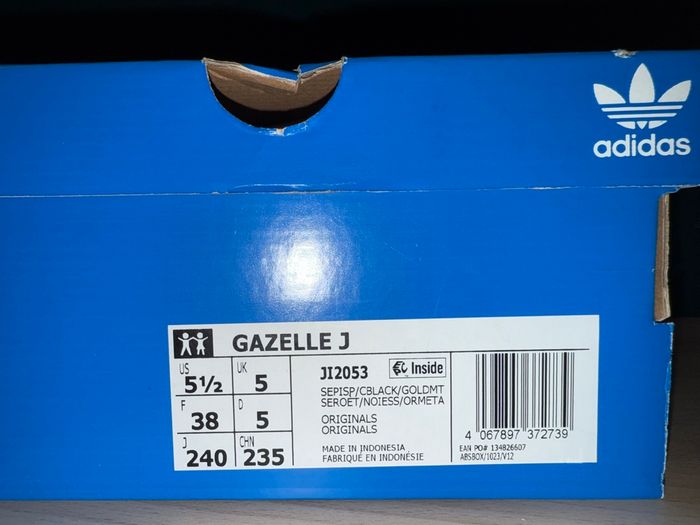 adidas
GAZELLE J
US
5½
UK
5
F
38
D
5
J
240
CHN
235
JI2053
Inside
SEPISP/CBLACK/GOLDMT
SEROET/NOIESS/ORMETA
ORIGINALS
ORIGINALS
MADE IN INDONESIA
FABRIQUÉ EN INDONÉSIE
4 067897 372739
EAN PO# 134826607
ABSBOX/1023/V12